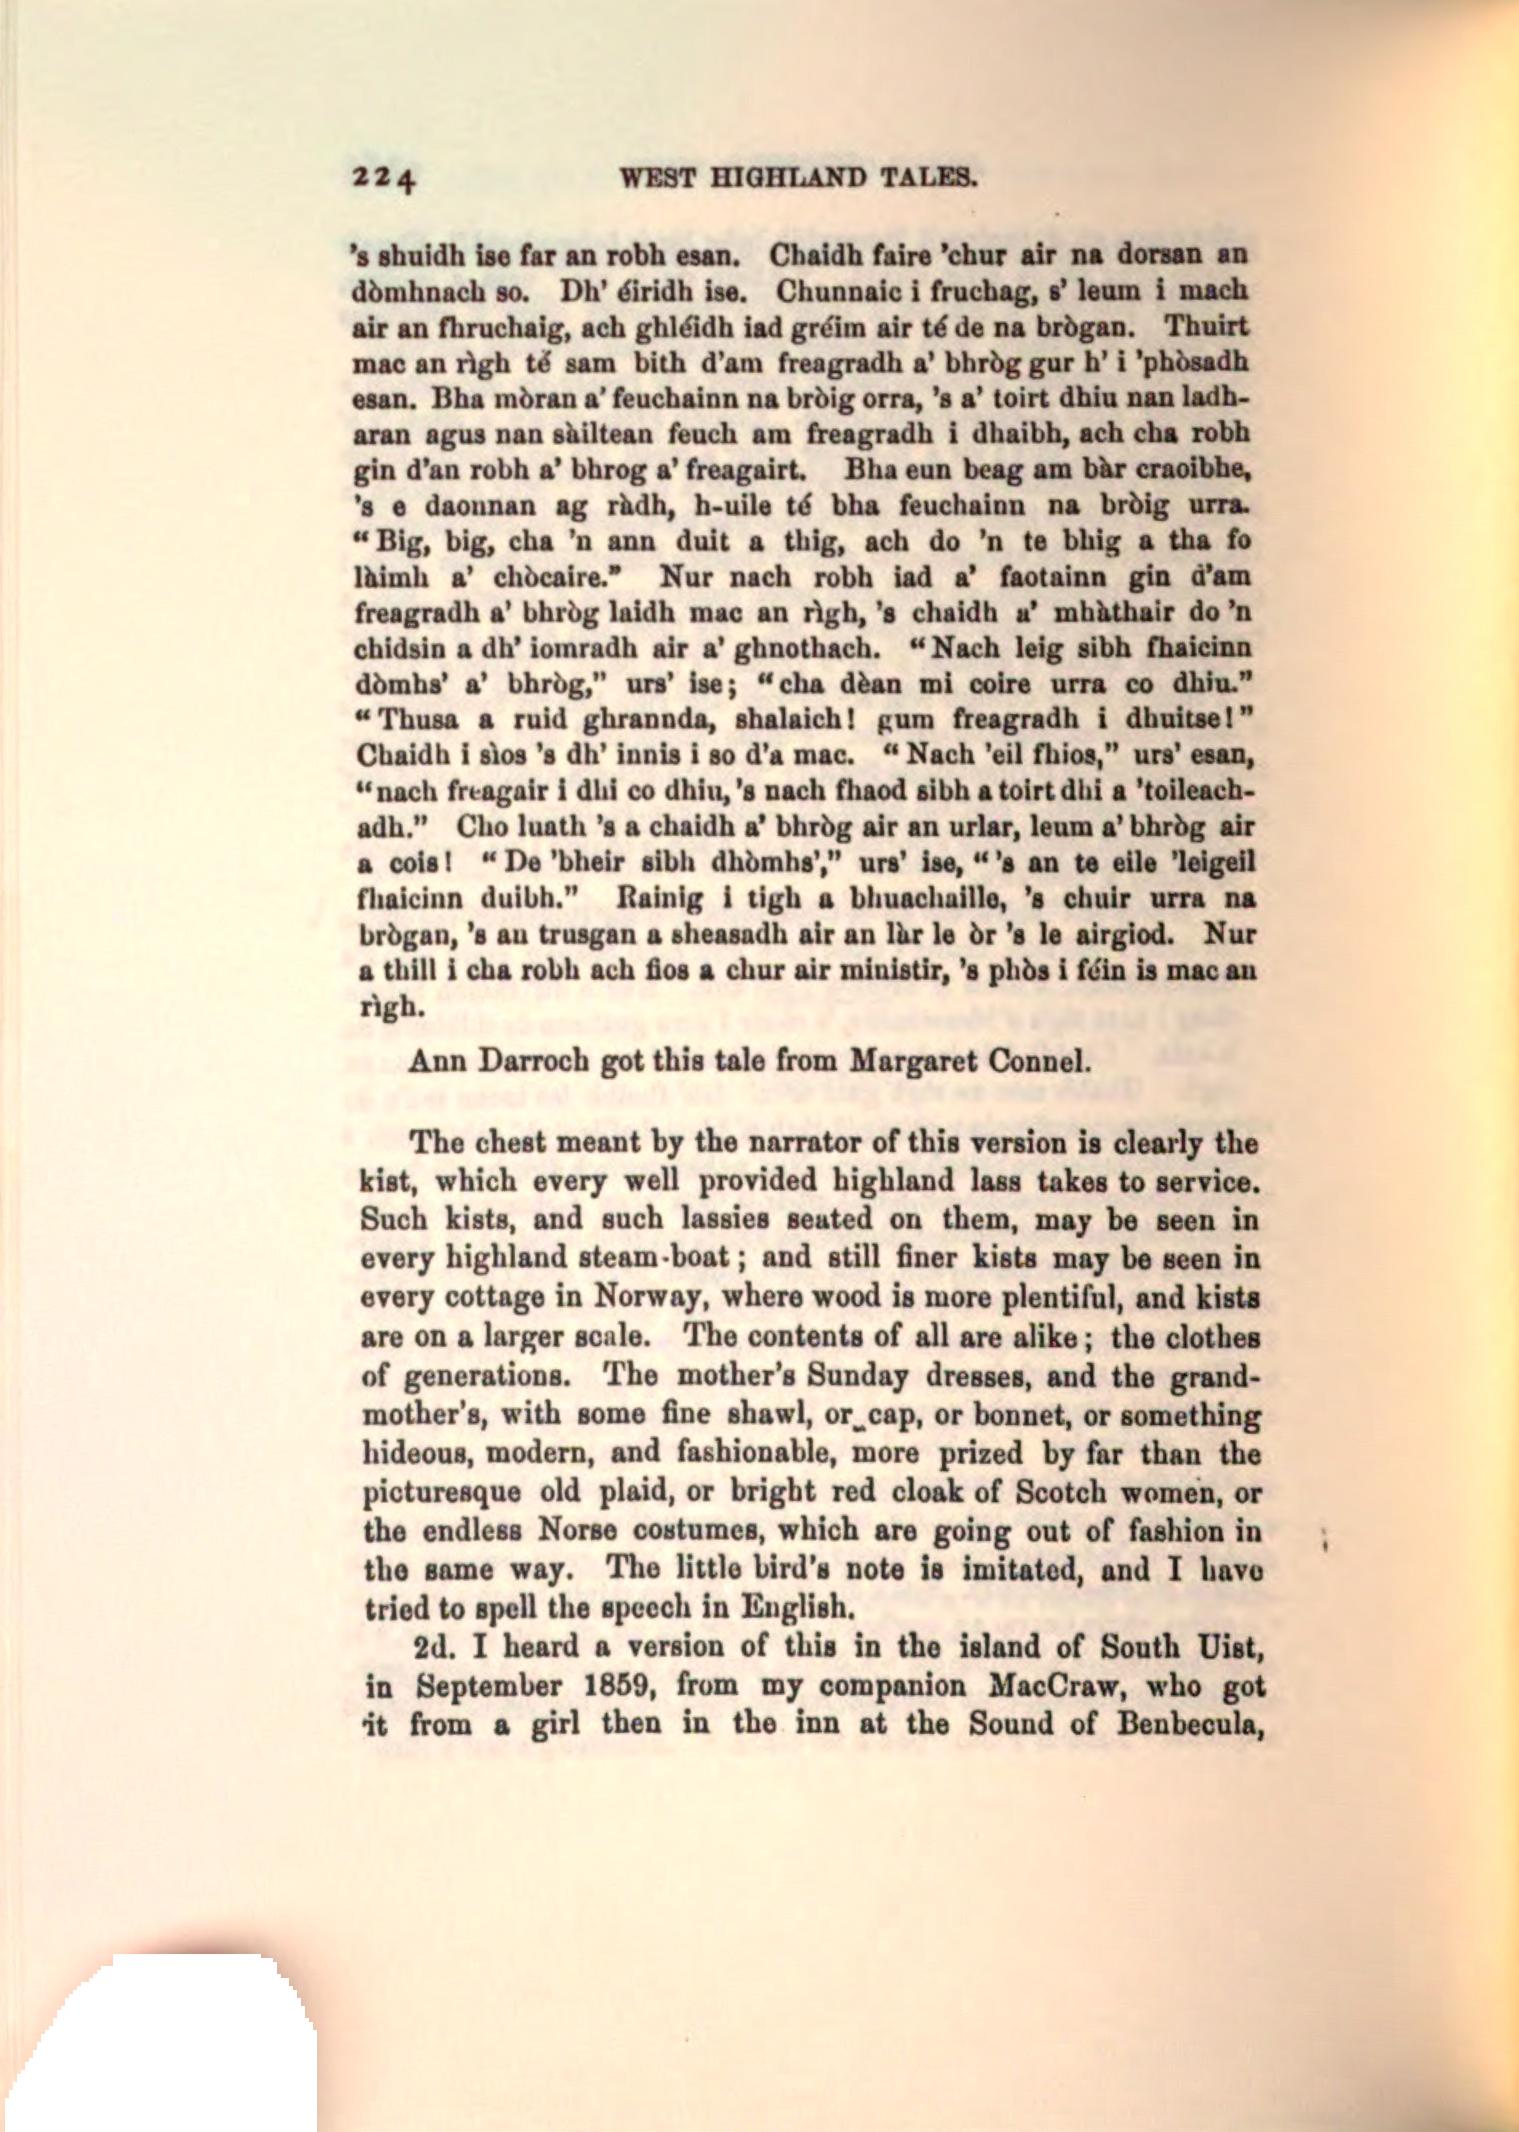 224 WEST HIGHLAND TALES.
's shuidh ise far an robh esan. Chaidh faire 'chur air na dorsan an
dòmhnach so. Dh' éiridh ise. Chunnaic i fruchag, s' leum i mach
air an fhruchaig, ach ghléidh iad gréim air té de na brògan. Thuirt
mac an rìgh té sam bith d'am freagradh a' bhròg gur h' i 'phòsadh
esan. Bha mòran a' feuchainn na bròig orra, 's a' toirt dhiu nan ladh-
aran agus nan sàiltean feuch am freagradh i dhaibh, ach cha robh
gin d'an robh a' bhrog a' freagairt. Bha eun beag am bàr craoibhe,
's e daonnan ag ràdh, h-uile té bha feuchainn na bròig urra.
“Big, big, cha 'n ann duit a thig, ach do 'n te bhig a tha fo
làimh a' chòcaire.” Nur nach robh iad a' faotainn gin d'am
freagradh a' bhròg laidh mac an rìgh, 's chaidh a' mhàthair do 'n
chidsin a dh' iomradh air a' ghnothach. “Nach leig sibh fhaicinn
dòmhs' a' bhròg,” urs' ise; “cha dèan mi coire urra co dhiu.”
“Thusa a ruid ghrannda, shalaich! gum freagradh i dhuitse!”
Chaidh i sìos 's dh' innis i so d'a mac. “Nach 'eil fhios,” urs' esan,
“nach freagair i dhi co dhiu, 's nach fhaod sibh a toirt dhi a 'toileach-
adh.” Cho luath 's a chaidh a' bhròg air an urlar, leum a' bhròg air
a cois! “De 'bheir sibh dhòmhs',” urs' ise, “'s an te eile 'leigeil
fhaicinn duibh.” Rainig i tigh a bhuachaille, 's chuir urra na
brògan, 's an trusgan a sheasadh air an làr le òr 's le airgiod. Nur
a thill i cha robh ach fios a chur air ministir, 's phòs i féin is mac an
rìgh.
Ann Darroch got this tale from Margaret Connel.
The chest meant by the narrator of this version is clearly the
kist, which every well provided highland lass takes to service.
Such kists, and such lassies seated on them, may be seen in
every highland steam-boat; and still finer kists may be seen in
every cottage in Norway, where wood is more plentiful, and kists
are on a larger scale. The contents of all are alike; the clothes
of generations. The mother's Sunday dresses, and the grand-
mother's, with some fine shawl, or cap, or bonnet, or something
hideous, modern, and fashionable, more prized by far than the
picturesque old plaid, or bright red cloak of Scotch women, or
the endless Norse costumes, which are going out of fashion in
the same way. The little bird's note is imitated, and I have
tried to spell the speech in English.
2d. I heard a version of this in the island of South Uist,
in September 1859, from my companion MacCraw, who got
it from a girl then in the inn at the Sound of Benbecula,